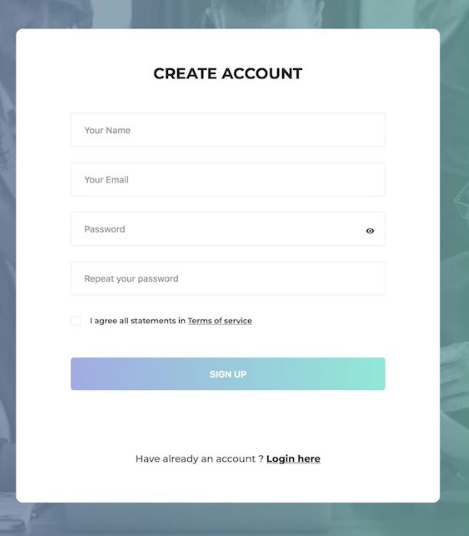 CREATE ACCOUNT
Your Name
Your Email
Password
Repeat your password
I agree all statements in Terms of service
SIGN UP
Have already an account ? Login here